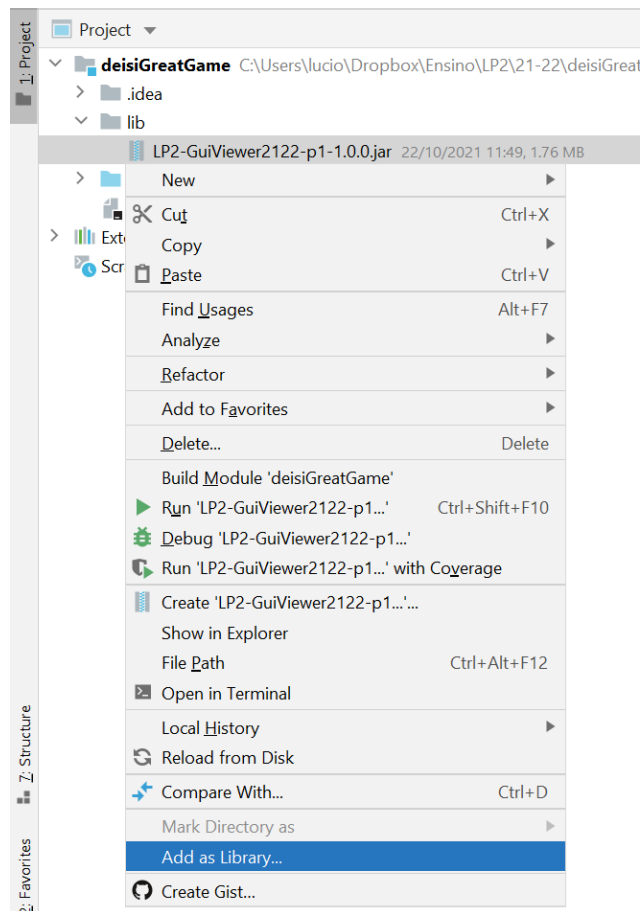 Project
1: Project
deisiGreatGame C:\Users\lucio\Dropbox\Ensino\LP2\21-22\deisiGreat
.idea
lib
LP2-GuiViewer2122-p1-1.0.0.jar 22/10/2021 11:49, 1.76 MB
New
Cut Ctrl+X
Exte
Copy
Scr
Paste Ctrl+V
Find Usages Alt+F7
Analyze
Refactor
Add to Favorites
Delete... Delete
Build Module 'deisiGreatGame'
Run 'LP2-GuiViewer2122-p1...' Ctrl+Shift+F10
Debug 'LP2-GuiViewer2122-p1...'
Run 'LP2-GuiViewer2122-p1...' with Coverage
Create 'LP2-GuiViewer2122-p1...'...
Show in Explorer
File Path Ctrl+Alt+F12
Open in Terminal
7: Structure
Local History
Reload from Disk
Compare With... Ctrl+D
Mark Directory as
Add as Library...
Favorites
Create Gist...